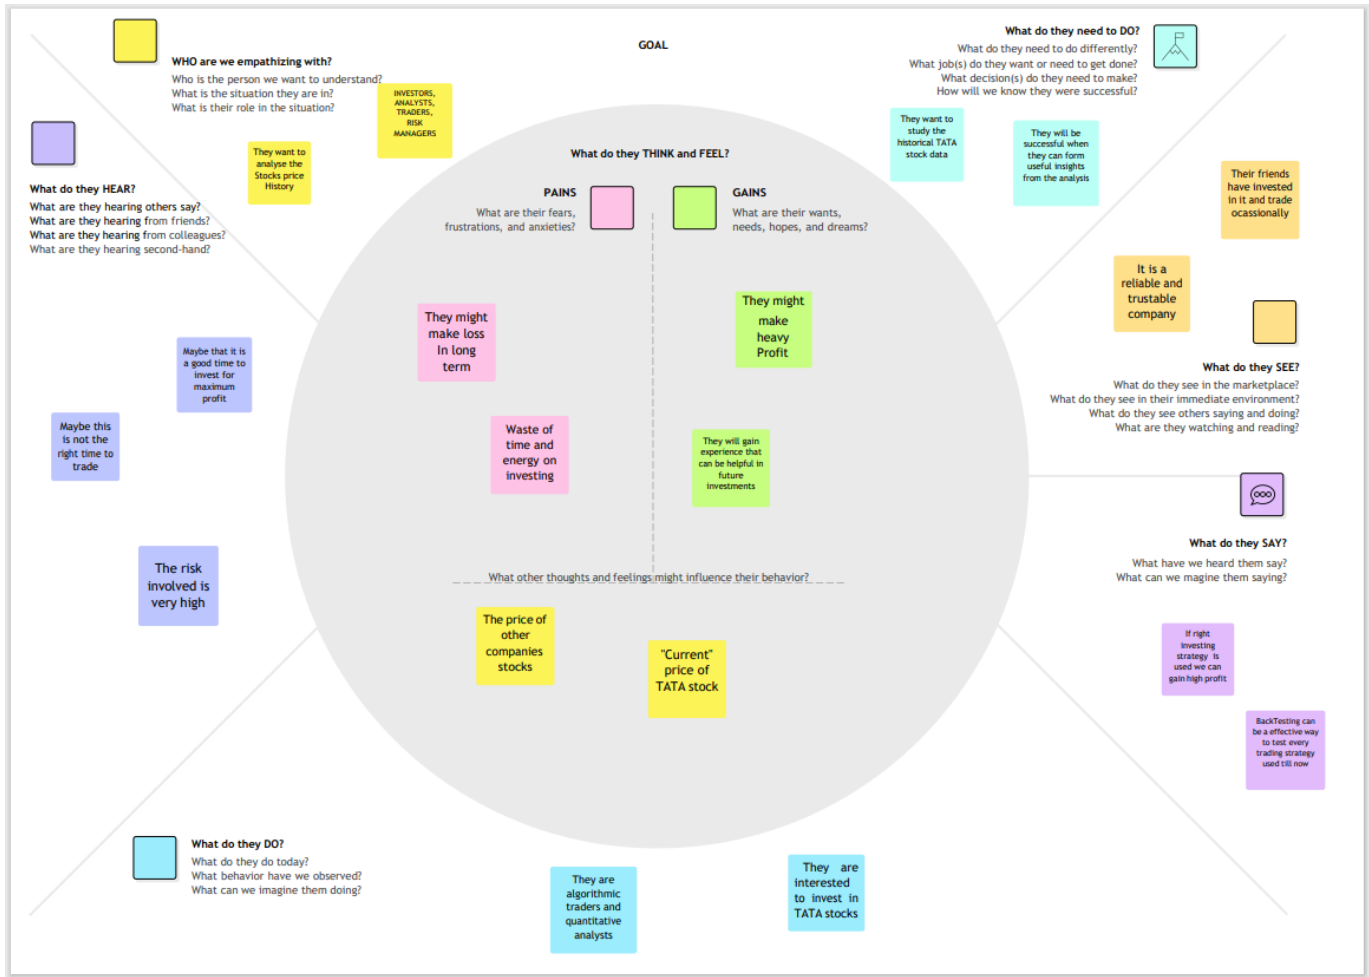 GOAL
WHO are we empathizing with?
Who is the person we want to understand?
What is the situation they are in?
What is their role in the situation?
INVESTORS,
ANALYSTS,
TRADERS,
RISK
MANAGERS
They want to
analyse the
Stocks price
History
What do they need to DO?
What do they need to do differently?
What job(s) do they want or need to get done?
What decision(s) do they need to make?
How will we know they were successful?
They want to
study the
historical TATA
stock data
They will be
successful when
they can form
useful insights
from the analysis
What do they HEAR?
What are they hearing others say?
What are they hearing from friends?
What are they hearing from colleagues?
What are they hearing second-hand?
Maybe that it is
a good time to
invest for
maximum
profit
Maybe this
is not the
right time to
trade
The risk
involved is
very high
What do they THINK and FEEL?
PAINS
What are their fears,
frustrations, and anxieties?
They might
make loss
In long
term
Waste of
time and
energy on
investing
GAINS
What are their wants,
needs, hopes, and dreams?
They might
make
heavy
Profit
They will gain
experience that
can be helpful in
future
investments
What other thoughts and feelings might influence their behavior?
The price of
other
companies
stocks
"Current"
price of
TATA stock
Their friends
have invested
in it and trade
ocassionally
It is a
reliable and
trustable
company
What do they SEE?
What do they see in the marketplace?
What do they see in their immediate environment?
What do they see others saying and doing?
What are they watching and reading?
What do they SAY?
What have we heard them say?
What can we magine them saying?
If right
investing
strategy is
used we can
gain high profit
BackTesting can
be a effective way
to test every
trading strategy
used till now
What do they DO?
What do they do today?
What behavior have we observed?
What can we imagine them doing?
They are
algorithmic
traders and
quantitative
analysts
They are
interested
to invest in
TATA stocks